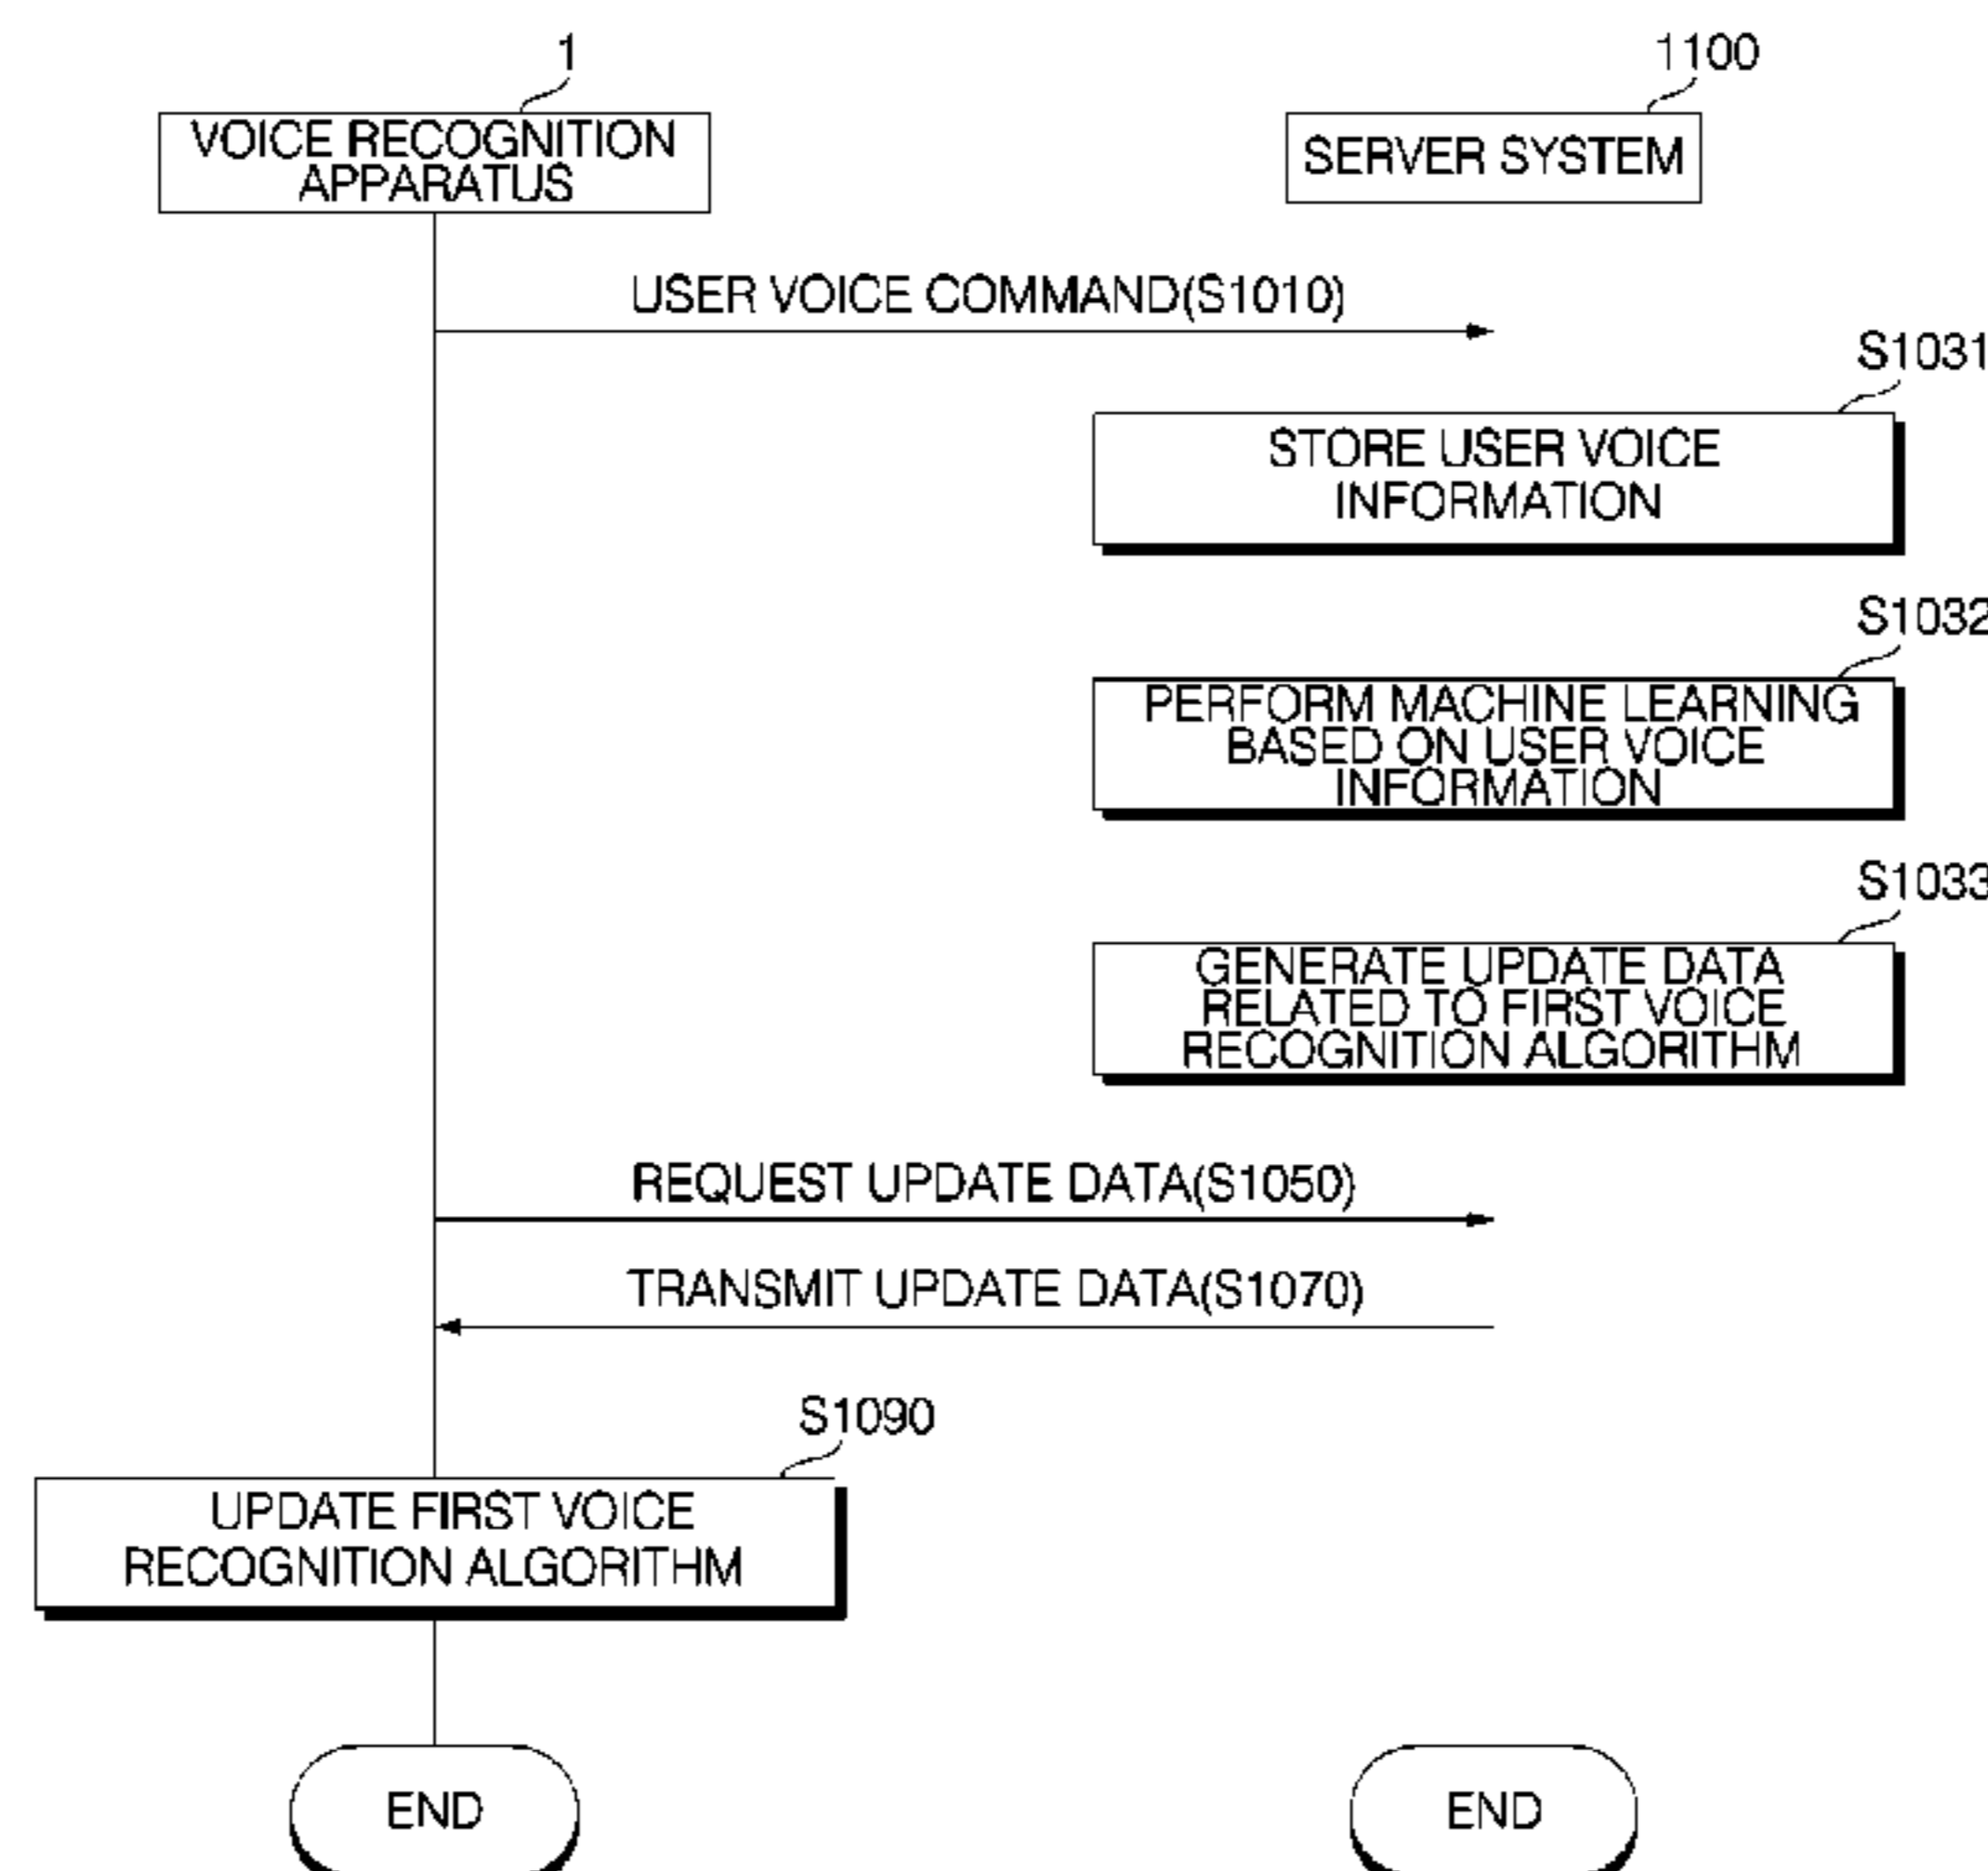 1
1100
VOICE RECOGNITION
APPARATUS
SERVER SYSTEM
USER VOICE COMMAND(S1010)
S1031
STORE USER VOICE
INFORMATION
S1032
PERFORM MACHINE LEARNING
BASED ON USER VOICE
INFORMATION
S1033
GENERATE UPDATE DATA
RELATED TO FIRST VOICE
RECOGNITION ALGORITHM
REQUEST UPDATE DATA(S1050)
TRANSMIT UPDATE DATA(S1070)
S1090
UPDATE FIRST VOICE
RECOGNITION ALGORITHM
END
END